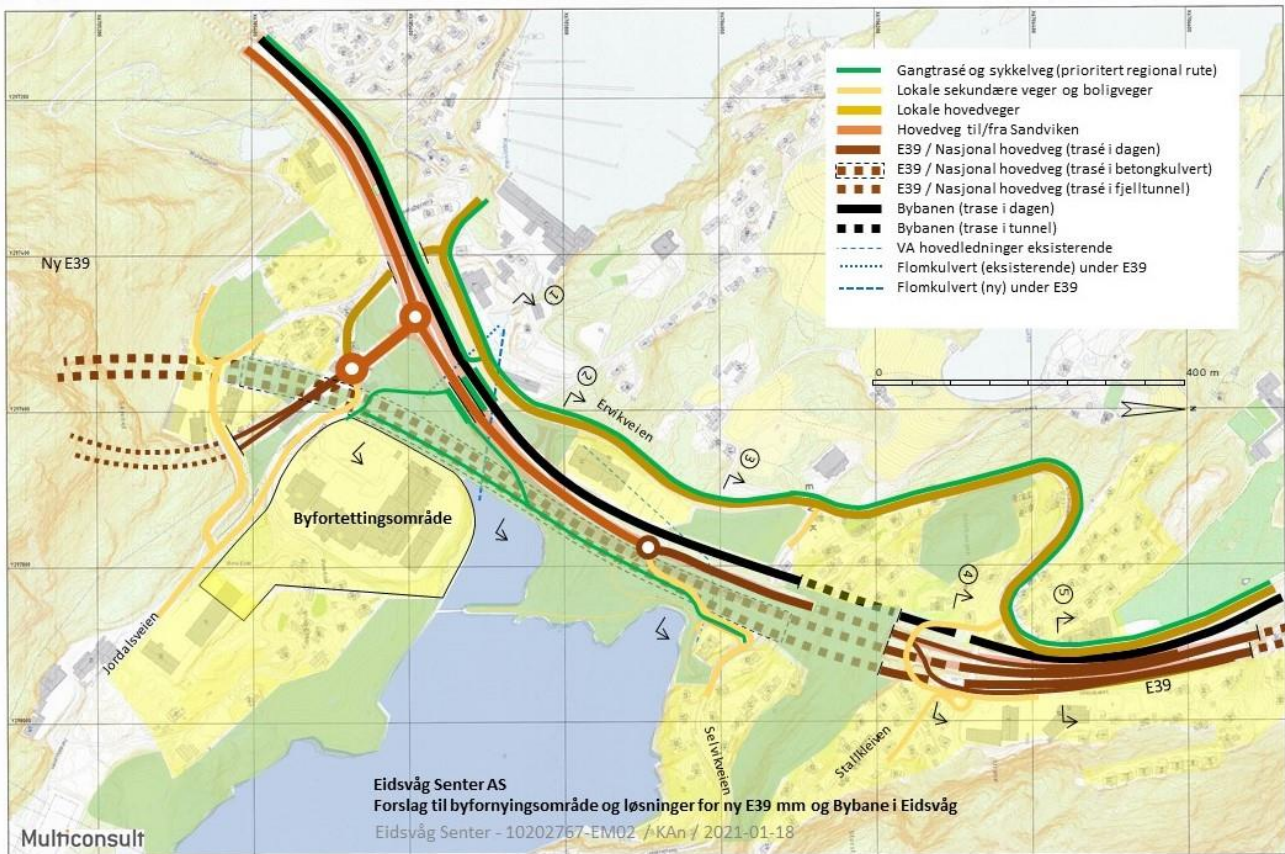 Gangtrasé og sykkelveg (prioritert regional rute)
Lokale sekundære veger og boligveger
Lokale hovedveger
Hovedveg til/fra Sandviken
E39 / Nasjonal hovedveg (trasé i dagen)
E39 / Nasjonal hovedveg (trasé i betongkulvert)
E39 / Nasjonal hovedveg (trasé i fjelltunnel)
Bybanen (trase i dagen)
Bybanen (trase i tunnel)
VA hovedledninger eksisterende
Flomkulvert (eksisterende) under E39
Flomkulvert (ny) under E39
Ny E39
1
0
400 m
2
N
Ervikveien
3
Byfortettingsområde
4
5
Jordalsveien
E39
Selvikveien
Stallkleiven
Eidsvåg Senter AS
Forslag til byfornyingsområde og løsninger for ny E39 mm og Bybane i Eidsvåg
Eidsvåg Senter - 10202767-EM02 / KAn / 2021-01-18
Multiconsult